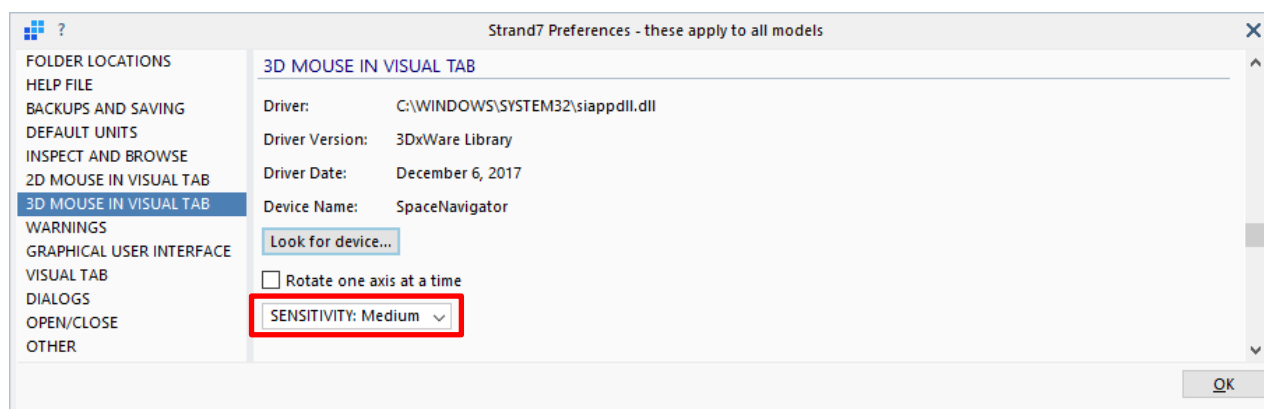 ? Strand7 Preferences - these apply to all models
FOLDER LOCATIONS
HELP FILE
BACKUPS AND SAVING
DEFAULT UNITS
INSPECT AND BROWSE
2D MOUSE IN VISUAL TAB
3D MOUSE IN VISUAL TAB
WARNINGS
GRAPHICAL USER INTERFACE
VISUAL TAB
DIALOGS
OPEN/CLOSE
OTHER
3D MOUSE IN VISUAL TAB
Driver: C:\WINDOWS\SYSTEM32\siappdll.dll
Driver Version: 3DxWare Library
Driver Date: December 6, 2017
Device Name: SpaceNavigator
Look for device...
Rotate one axis at a time
SENSITIVITY: Medium
OK